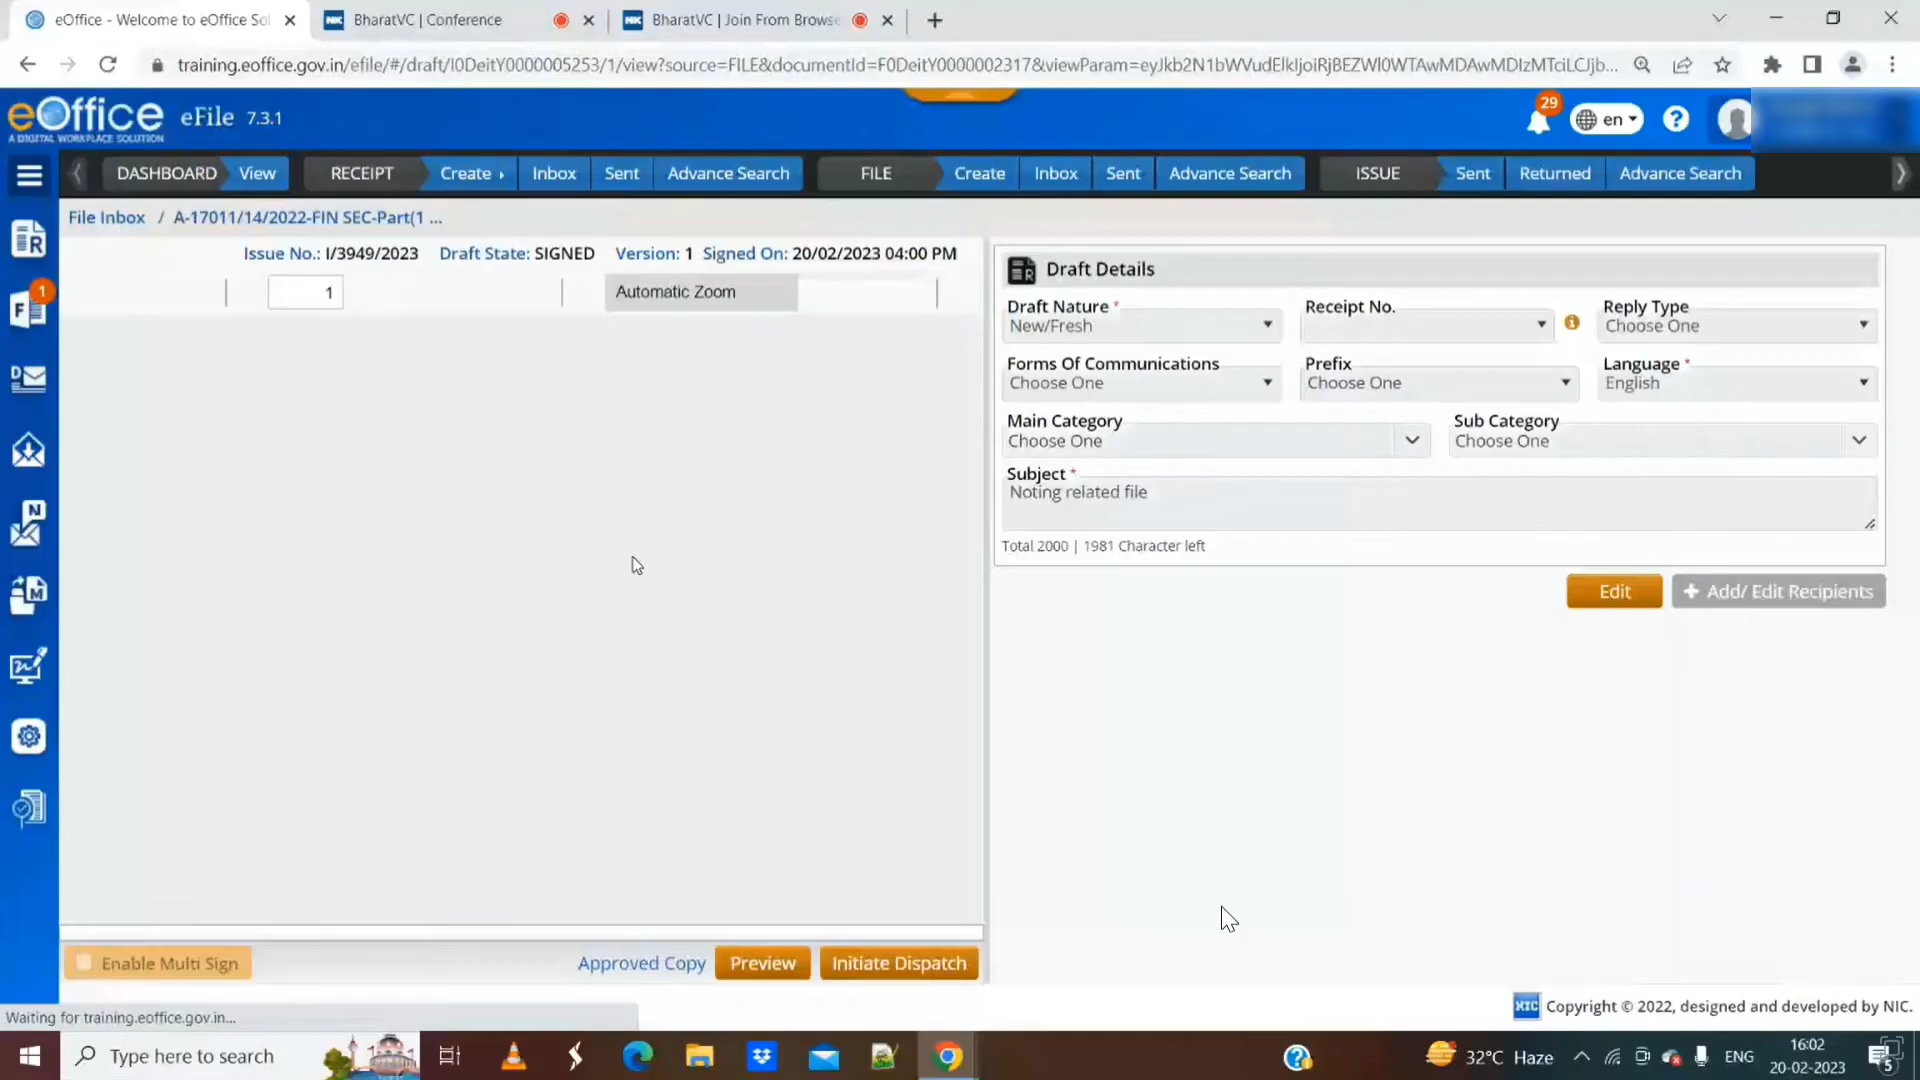 eOffice - Welcome to eOffice Sol
BharatVC | Conference
BharatVC | Join From Browse
training.eoffice.gov.in/efile/#/draft/I0DeitY0000005253/1/view?source=FILE&documentId=F0DeitY0000002317&viewParam=eyJkb2N1bWVudElkIjoiRjBEZWl0WTAwMDAwMDIzMTciLCJjb...
eOffice
A DIGITAL WORKPLACE SOLUTION
eFile 7.3.1
29
en
?
DASHBOARD View RECEIPT Create Inbox Sent Advance Search FILE Create Inbox Sent Advance Search ISSUE Sent Returned Advance Search
File Inbox / A-17011/14/2022-FIN SEC-Part(1 ...
Issue No.: I/3949/2023 Draft State: SIGNED Version: 1 Signed On: 20/02/2023 04:00 PM
1
Automatic Zoom
R
F
1
D
N
M
Draft Details
Draft Nature *
New/Fresh
Receipt No.
Reply Type
Choose One
Forms Of Communications
Choose One
Prefix
Choose One
Language *
English
Main Category
Choose One
Sub Category
Choose One
Subject *
Noting related file
Total 2000 | 1981 Character left
Edit
+ Add/ Edit Recipients
Enable Multi Sign
Approved Copy
Preview
Initiate Dispatch
NIC
Copyright © 2022, designed and developed by NIC.
Waiting for training.eoffice.gov.in...
Type here to search
32°C Haze
ENG
16:02
20-02-2023
5